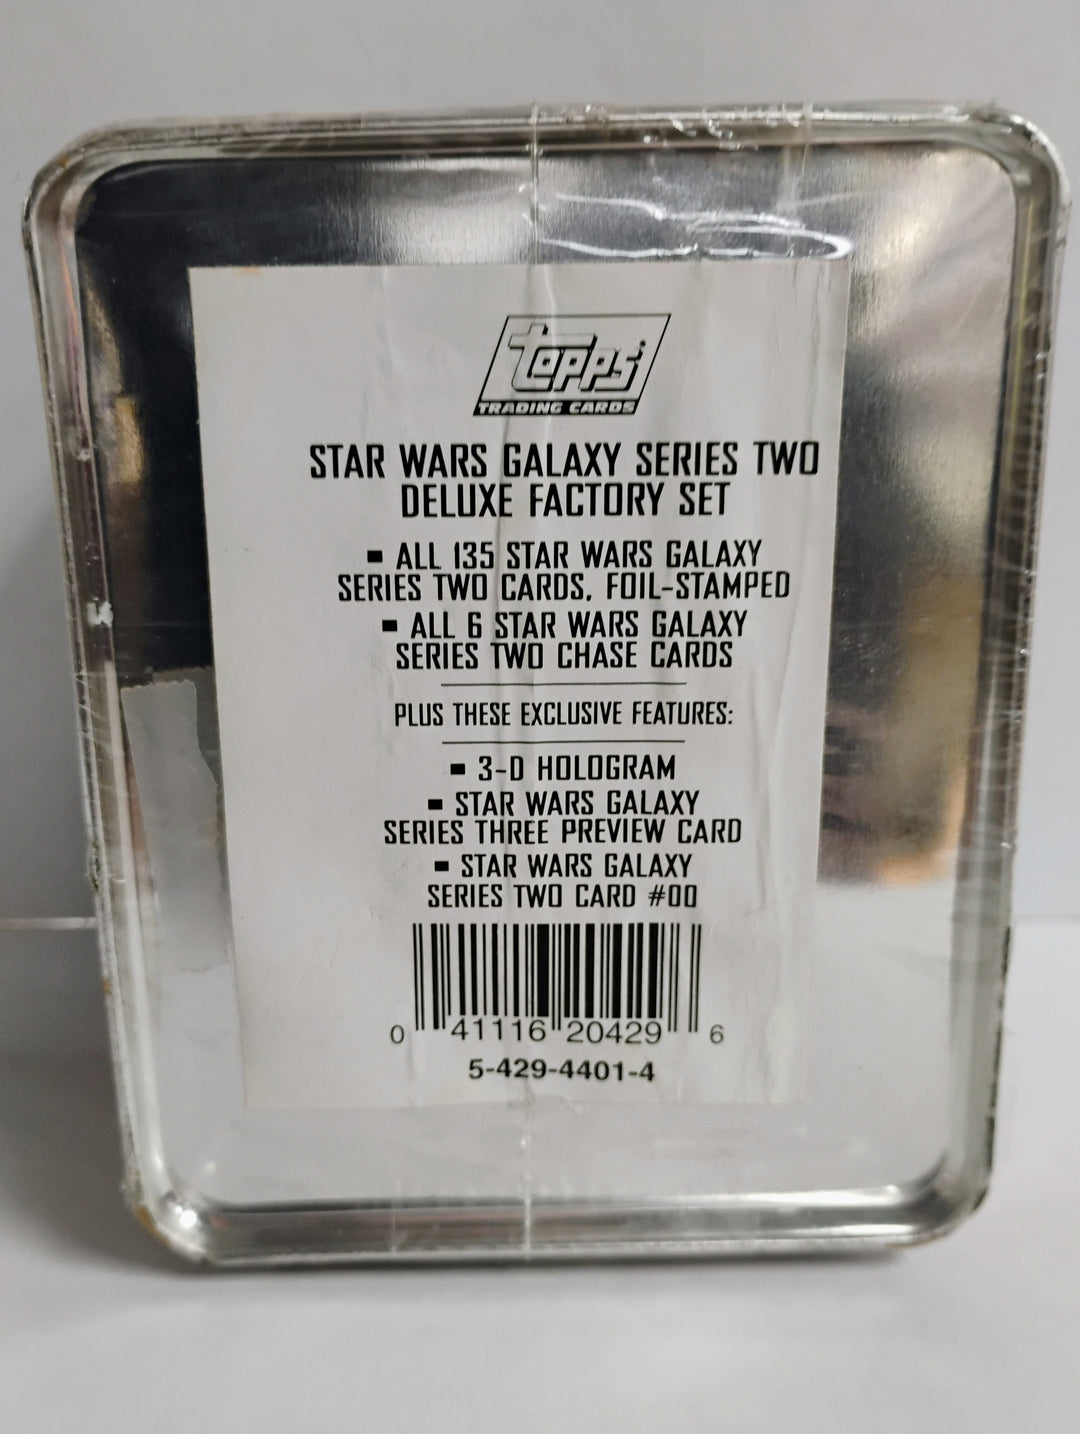 topps
TRADING CARDS
STAR WARS GALAXY SERIES TWO
DELUXE FACTORY SET
▪ ALL 135 STAR WARS GALAXY
SERIES TWO CARDS, FOIL-STAMPED
▪ ALL 6 STAR WARS GALAXY
SERIES TWO CHASE CARDS
PLUS THESE EXCLUSIVE FEATURES:
▪ 3-D HOLOGRAM
▪ STAR WARS GALAXY
SERIES THREE PREVIEW CARD
▪ STAR WARS GALAXY
SERIES TWO CARD #00
0 41116 20429 6
5-429-4401-4